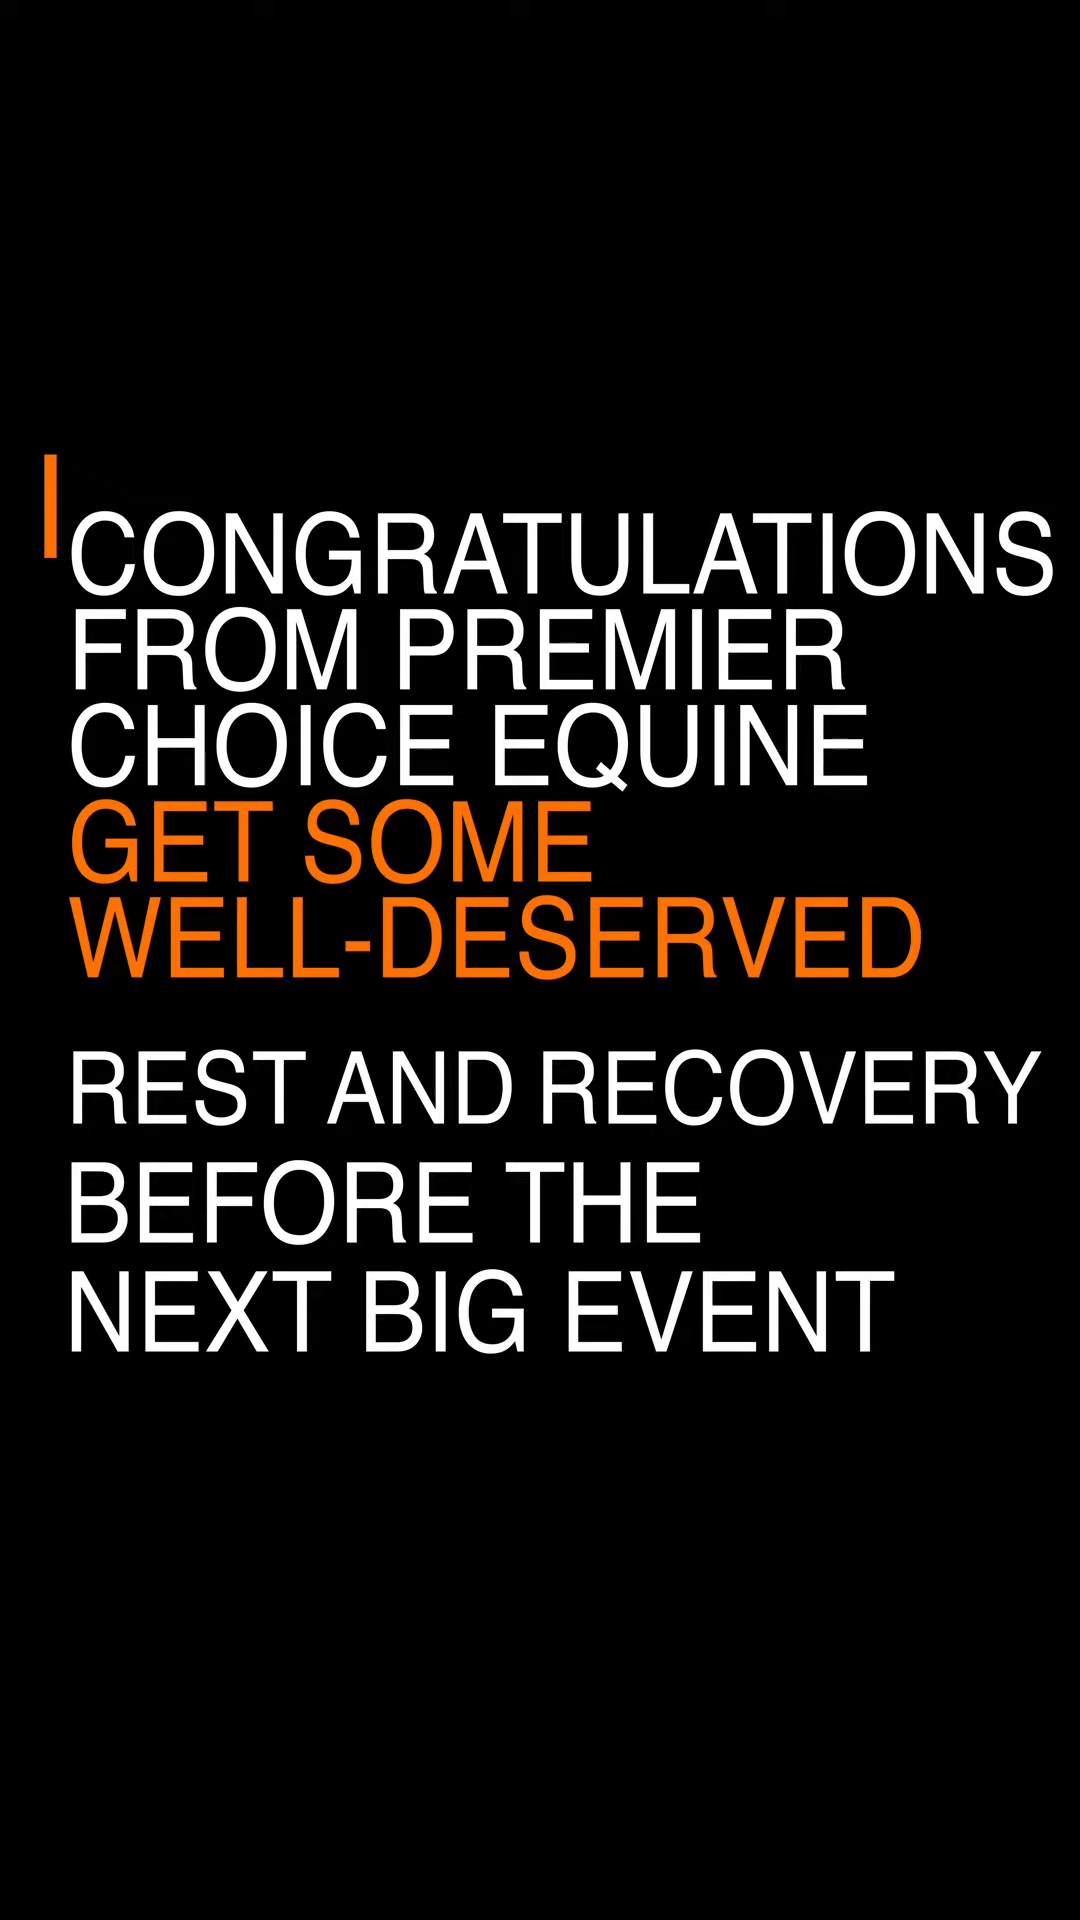 CONGRATULATIONS
FROM PREMIER
CHOICE EQUINE
GET SOME
WELL-DESERVED
REST AND RECOVERY
BEFORE THE
NEXT BIG EVENT